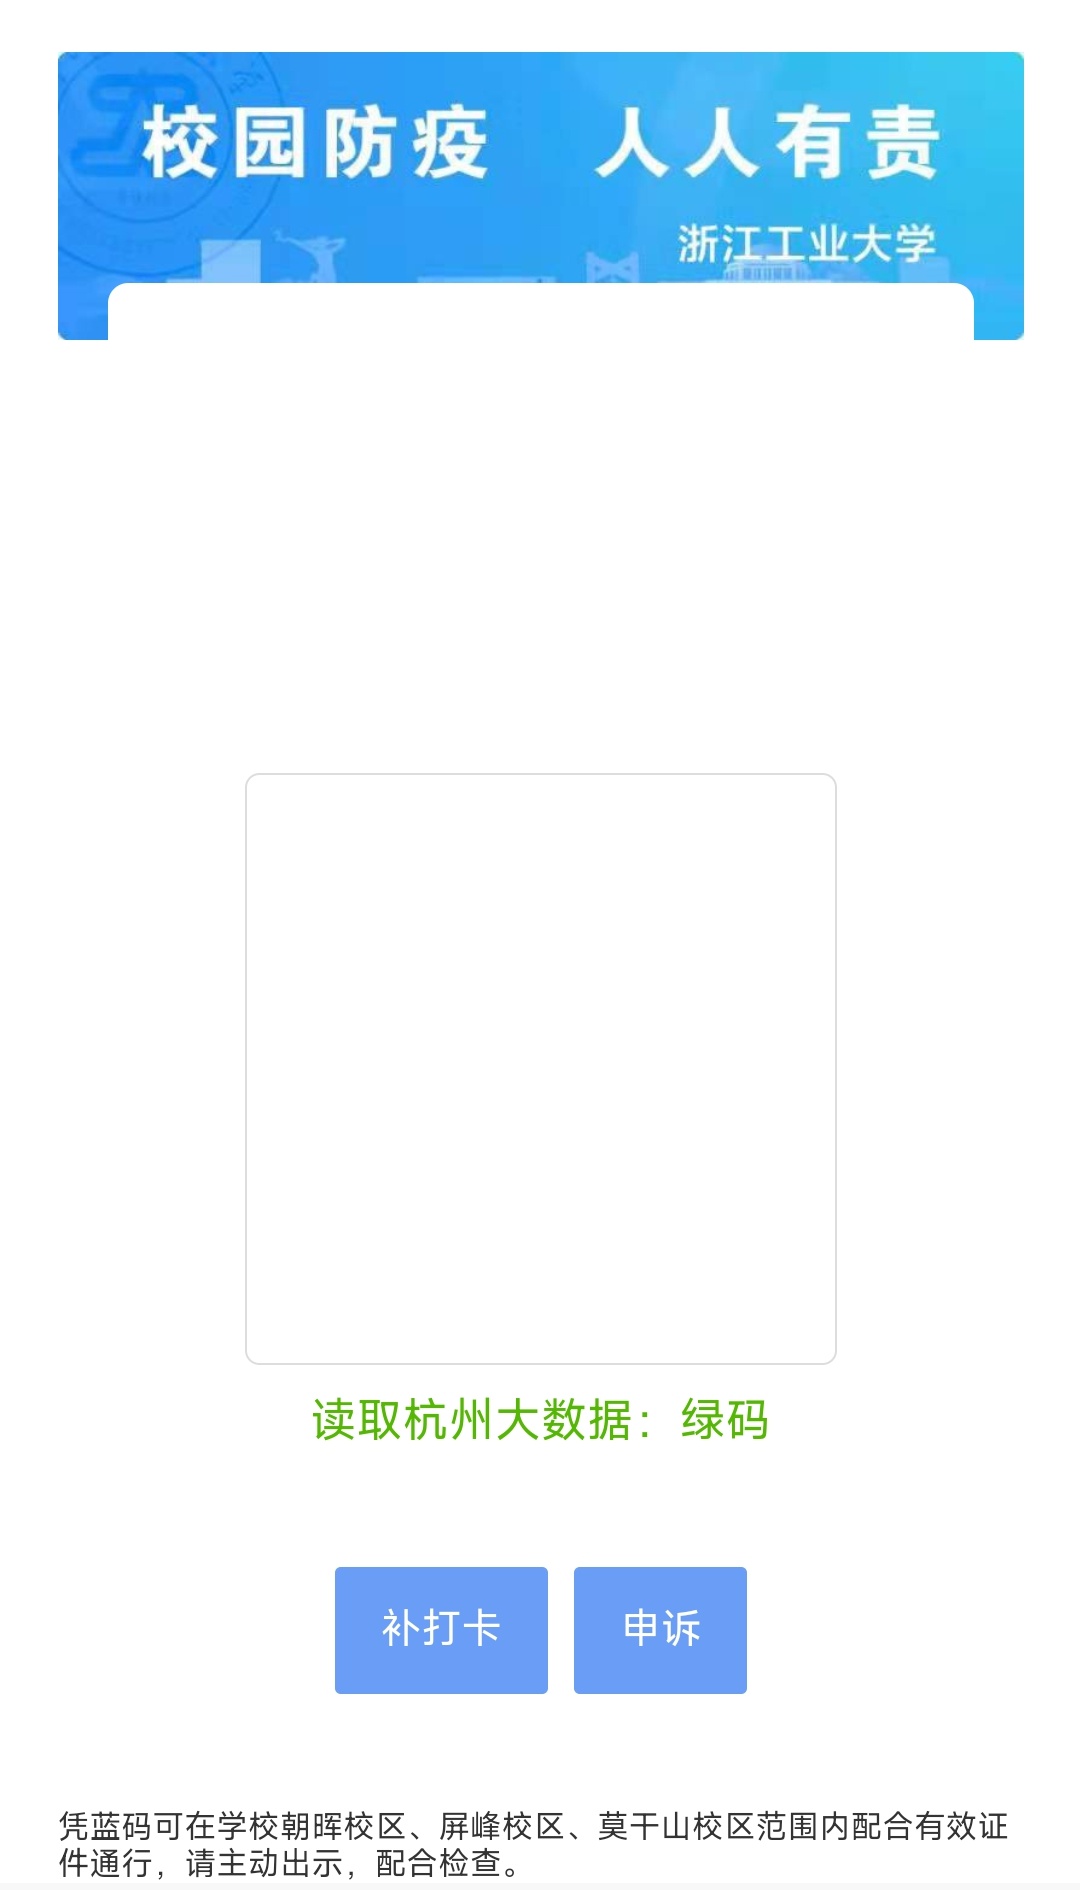 校园防疫 人人有责
浙江工业大学
读取杭州大数据：绿码
补打卡 申诉
凭蓝码可在学校朝晖校区、屏峰校区、莫干山校区范围内配合有效证
件通行，请主动出示，配合检查。